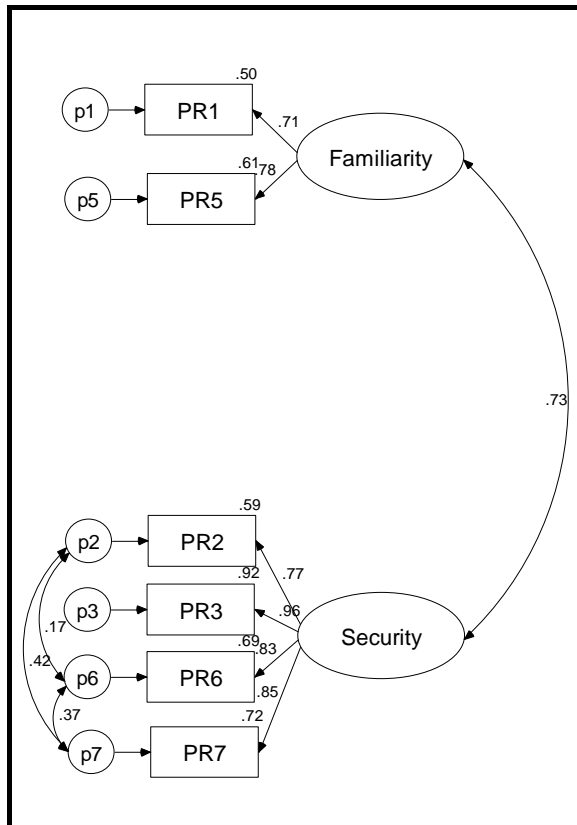 .50
p1
PR1
.71
Familiarity
.61
.78
p5
PR5
.73
.59
p2
PR2
.77
.92
.96
p3
PR3
.17
Security
.69
.83
.42
p6
PR6
.85
.37
.72
p7
PR7